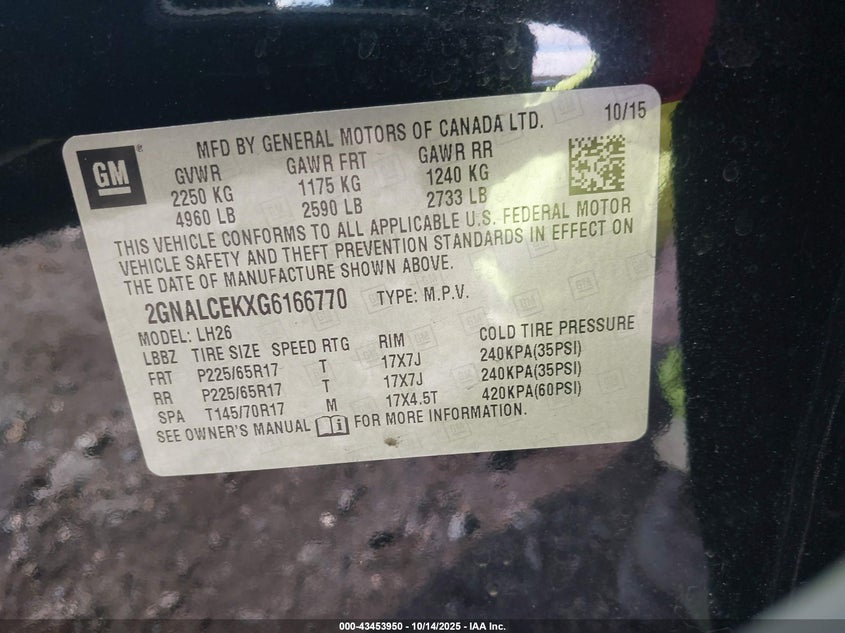 MFD BY GENERAL MOTORS OF CANADA LTD. 10/15
GM
GVWR GAWR FRT GAWR RR
2250 KG 1175 KG 1240 KG
4960 LB 2590 LB 2733 LB
THIS VEHICLE CONFORMS TO ALL APPLICABLE U.S. FEDERAL MOTOR
VEHICLE SAFETY AND THEFT PREVENTION STANDARDS IN EFFECT ON
THE DATE OF MANUFACTURE SHOWN ABOVE.
2GNALCEKXG6166770 TYPE: M.P.V.
MODEL: LH26
LBBZ TIRE SIZE SPEED RTG RIM COLD TIRE PRESSURE
FRT P225/65R17 T 17X7J 240KPA(35PSI)
RR P225/65R17 T 17X7J 240KPA(35PSI)
SPA T145/70R17 M 17X4.5T 420KPA(60PSI)
SEE OWNER'S MANUAL FOR MORE INFORMATION.
000-43453950 - 10/14/2025 - IAA Inc.